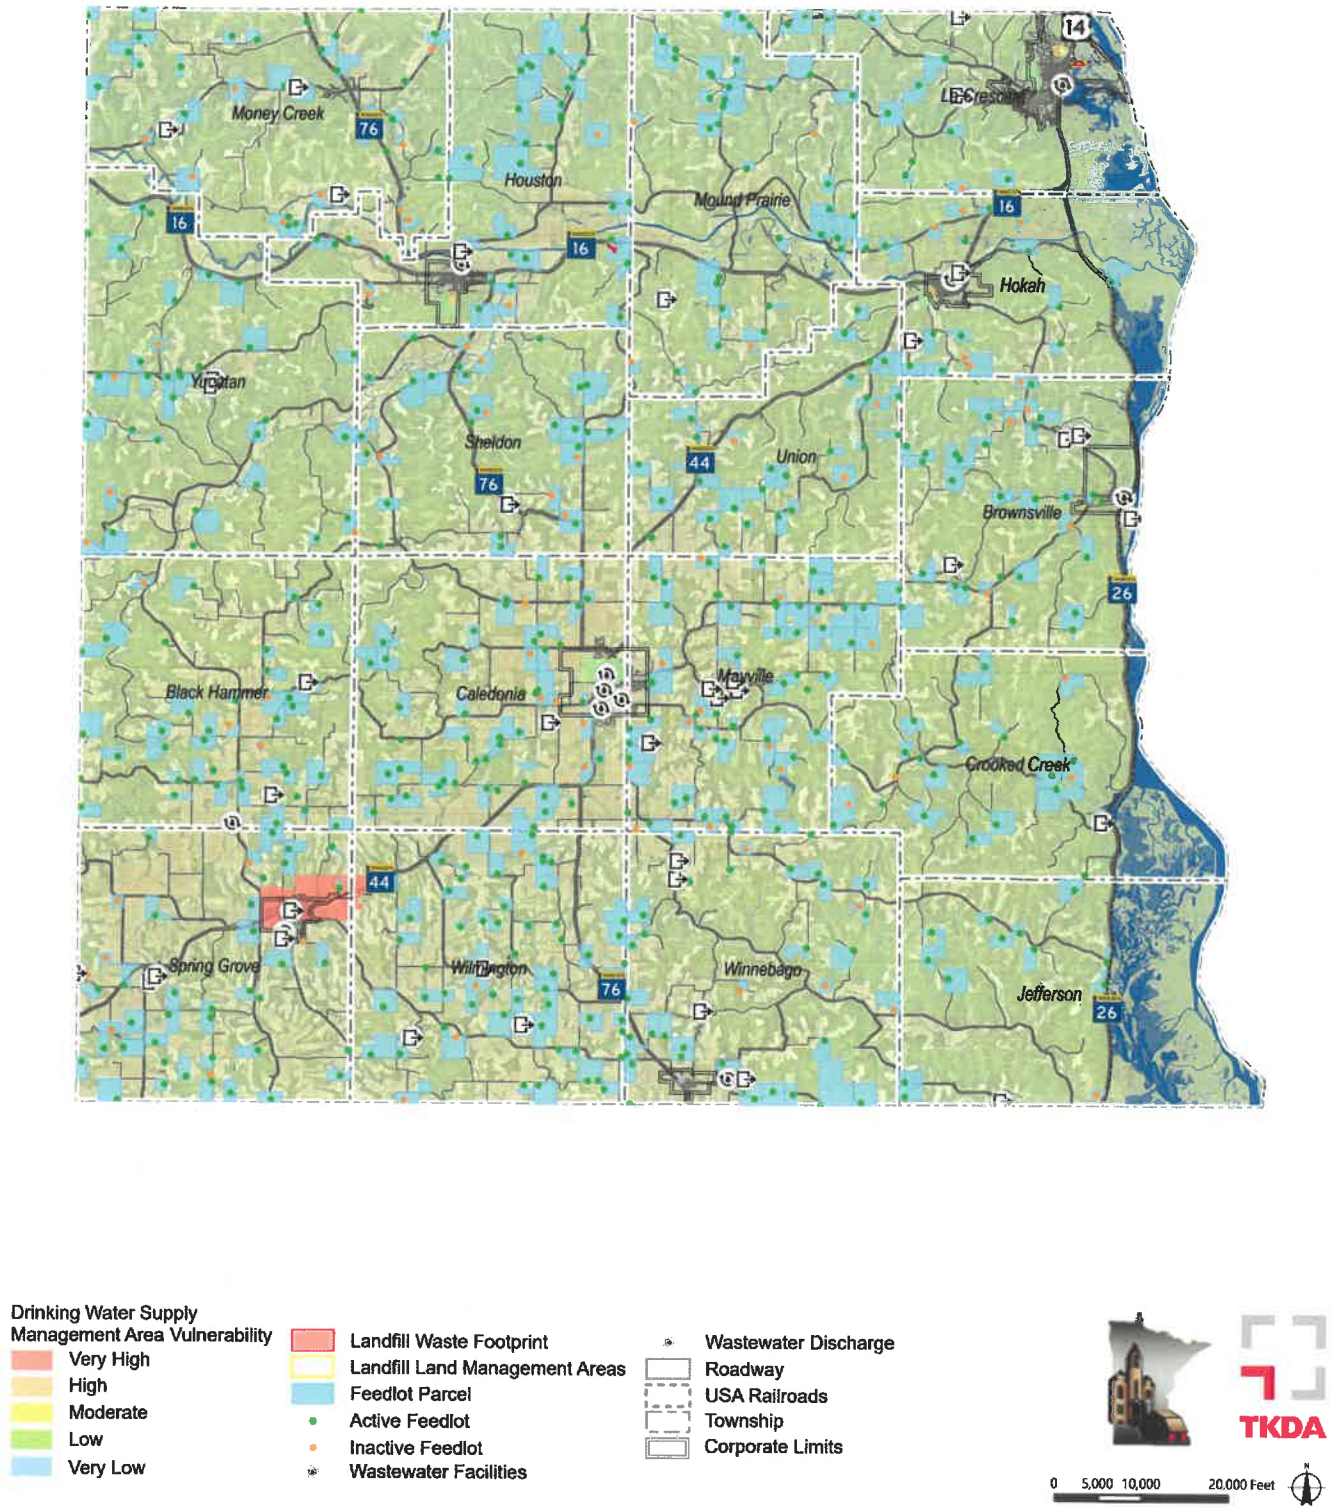 14
La Crescent
Money Creek
76
Houston
Mound Prairie
16
16
16
Hokah
Yucatan
Sheldon
44
Union
76
Brownsville
26
Black Hammer
Caledonia
Mayville
Crooked Creek
44
Spring Grove
Wilmington
76
Winnebago
Jefferson
26
Drinking Water Supply
Management Area Vulnerability
Very High
High
Moderate
Low
Very Low
Landfill Waste Footprint
Landfill Land Management Areas
Feedlot Parcel
Active Feedlot
Inactive Feedlot
Wastewater Facilities
Wastewater Discharge
Roadway
USA Railroads
Township
Corporate Limits
TKDA
0 5,000 10,000 20,000 Feet
N